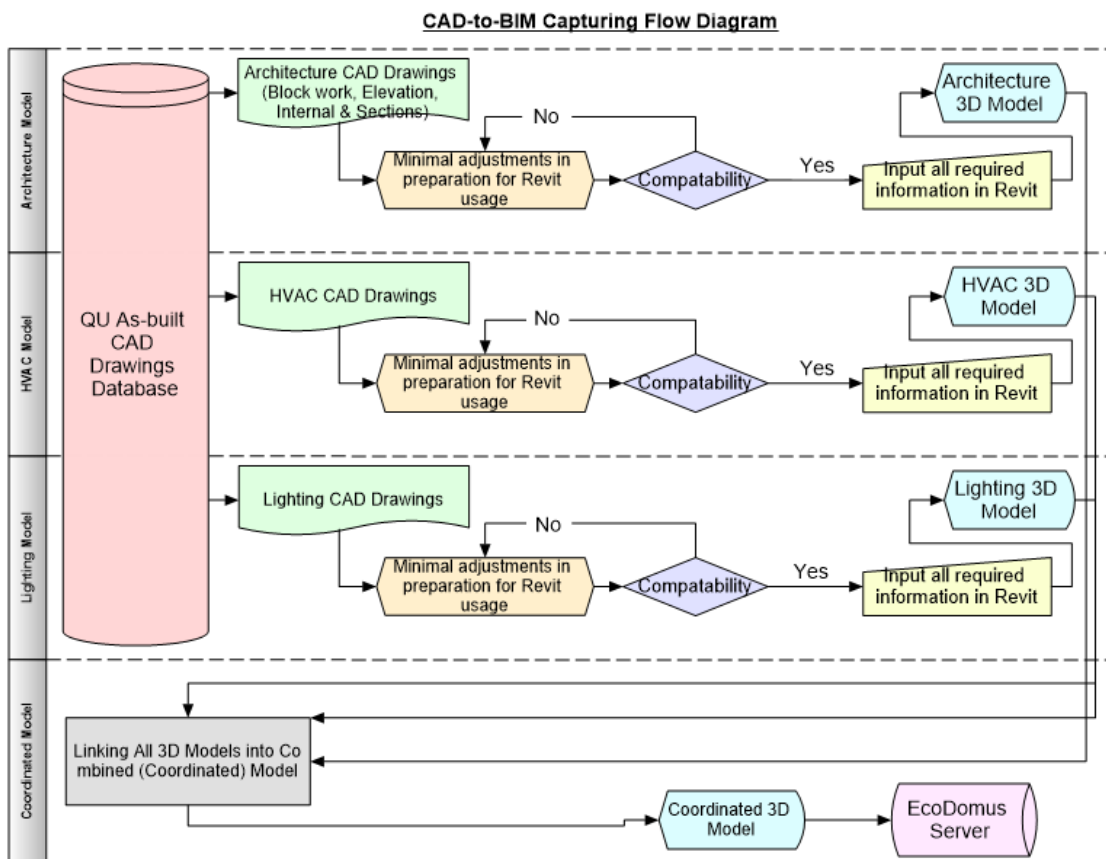 CAD-to-BIM Capturing Flow Diagram
Architecture Model
Architecture CAD Drawings
(Block work, Elevation,
Internal & Sections)
No
Minimal adjustments in
preparation for Revit
usage
Compatability
Yes
Input all required
information in Revit
Architecture
3D Model
QU As-built
CAD
Drawings
Database
HVAC Model
HVAC CAD Drawings
No
Minimal adjustments in
preparation for Revit
usage
Compatability
Yes
Input all required
information in Revit
HVAC 3D
Model
Lighting Model
Lighting CAD Drawings
No
Minimal adjustments in
preparation for Revit
usage
Compatability
Yes
Input all required
information in Revit
Lighting 3D
Model
Coordinated Model
Linking All 3D Models into Co
mbined (Coordinated) Model
Coordinated 3D
Model
EcoDomus
Server